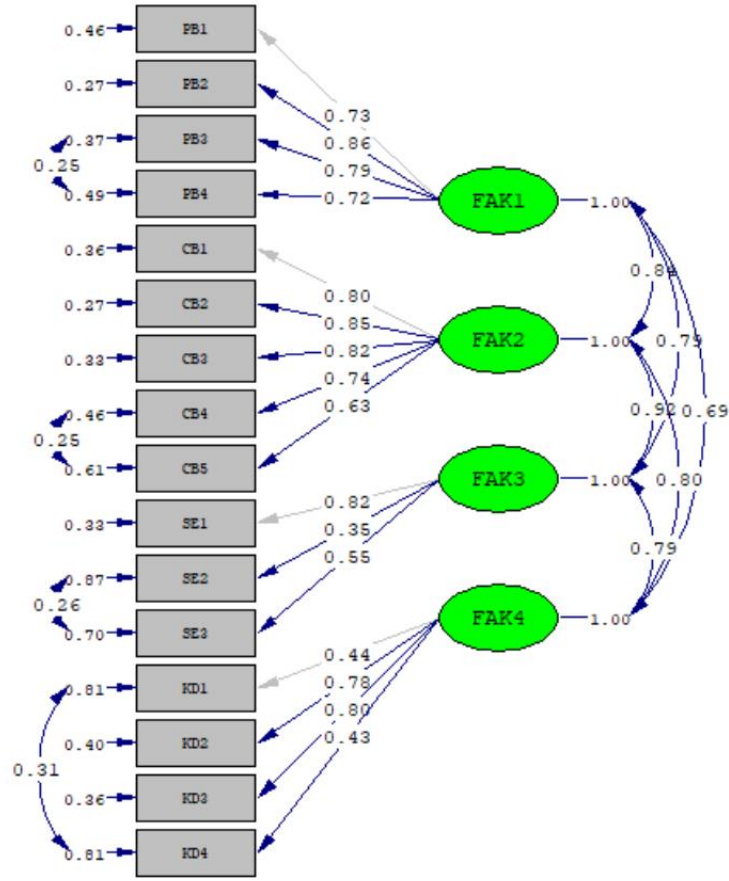 0.46 PB1
0.27 PB2
0.73
0.86
0.37 PB3
0.79
0.25
0.49 PB4
0.72
FAK1 1.00
0.36 CB1
0.84
0.27 CB2
0.80
0.85
FAK2 1.00
0.79
0.33 CB3
0.82
0.74
0.46 CB4
0.63
0.92
0.69
0.25
0.61 CB5
FAK3 1.00
0.80
0.33 SE1
0.82
0.35
0.79
0.55
0.87 SE2
0.26
0.70 SE3
FAK4 1.00
0.44
0.81 KD1
0.78
0.80
0.40 KD2
0.43
0.31
0.36 KD3
0.81 KD4